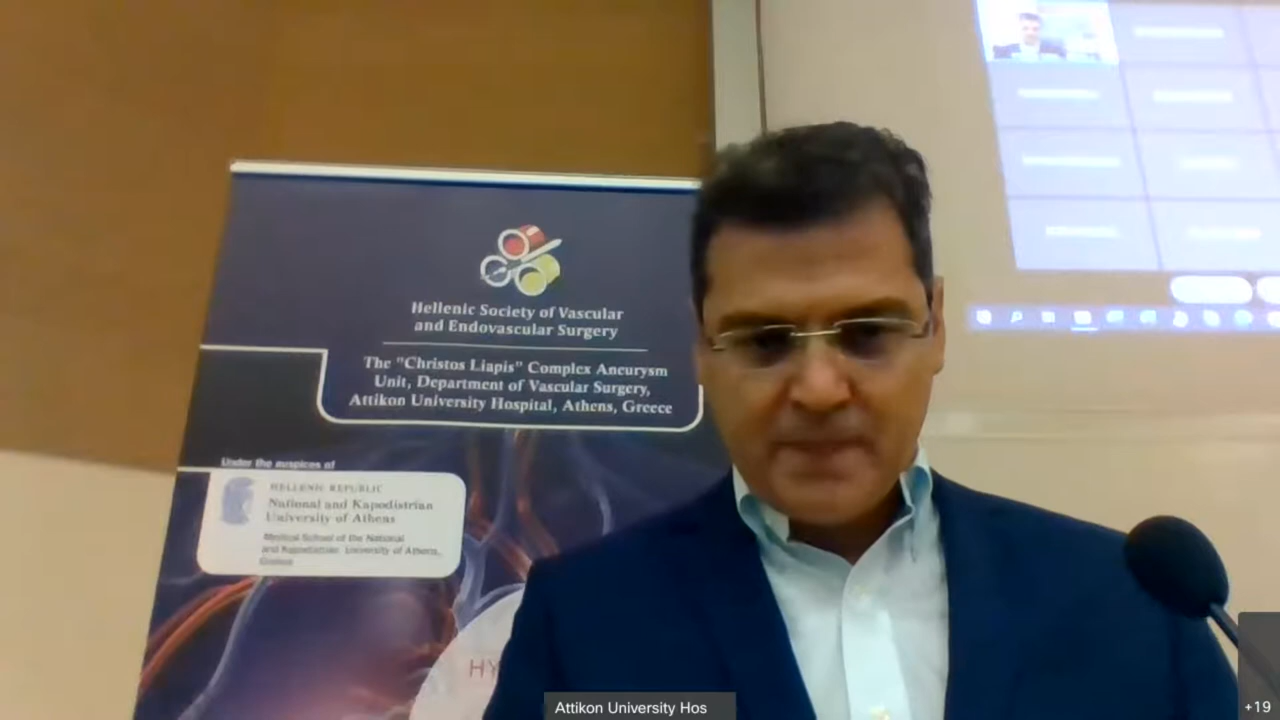 Hellenic Society of Vascular
and Endovascular Surgery
The "Christos Liapis" Complex Aneurysm
Unit, Department of Vascular Surgery,
Attikon University Hospital, Athens, Greece
Under the auspices of
HELLENIC REPUBLIC
National and Kapodistrian
University of Athens
Medical School of the National
and Kapodistrian University of Athens,
Greece
HY
Attikon University Hos
+19